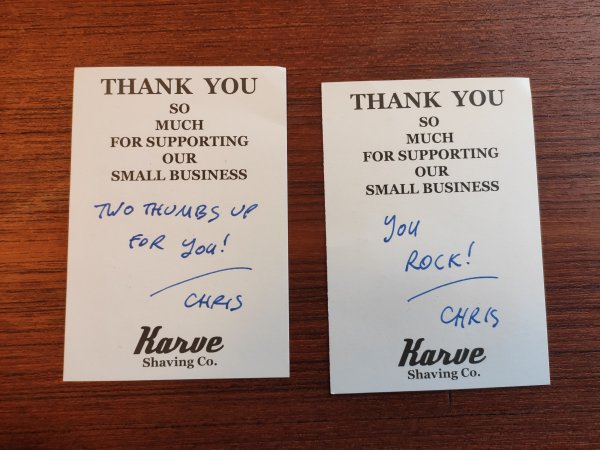 THANK YOU
SO
MUCH
FOR SUPPORTING
OUR
SMALL BUSINESS
TWO THUMBS UP
FOR You!
CHRIS
Karve
Shaving Co.
THANK YOU
SO
MUCH
FOR SUPPORTING
OUR
SMALL BUSINESS
You
ROCK!
CHRIS
Karve
Shaving Co.